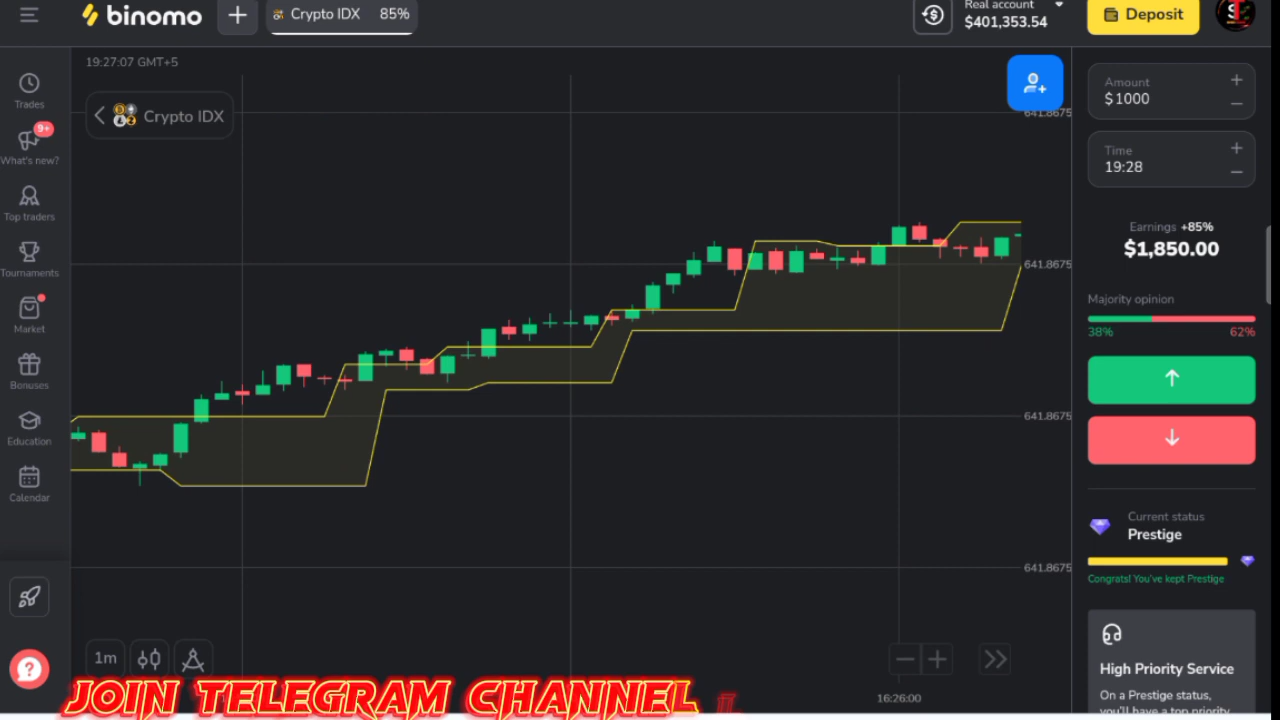 binomo
+
Crypto IDX 85%
Real account
$401,353.54
Deposit
19:27:07 GMT+5
Crypto IDX
Trades
9+
What's new?
Top traders
Tournaments
Market
Bonuses
Education
Calendar
641.8675
641.8675
641.8675
641.8675
16:26:00
1m
Amount
$1000
Time
19:28
Earnings +85%
$1,850.00
Majority opinion
38% 62%
Current status
Prestige
Congrats! You've kept Prestige
High Priority Service
On a Prestige status,
you'll have a top priority
?
JOIN TELEGRAM CHANNEL